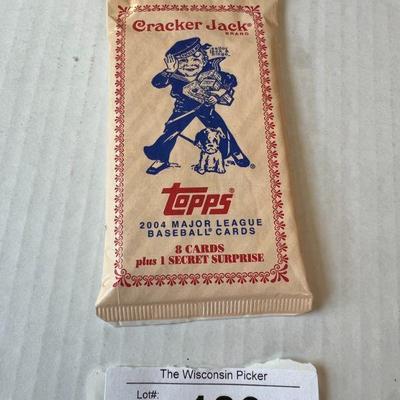 Cracker Jack®
BRAND
Topps®
2004 MAJOR LEAGUE
BASEBALL® CARDS
8 CARDS
plus 1 SECRET SURPRISE
The Wisconsin Picker
Lot#: